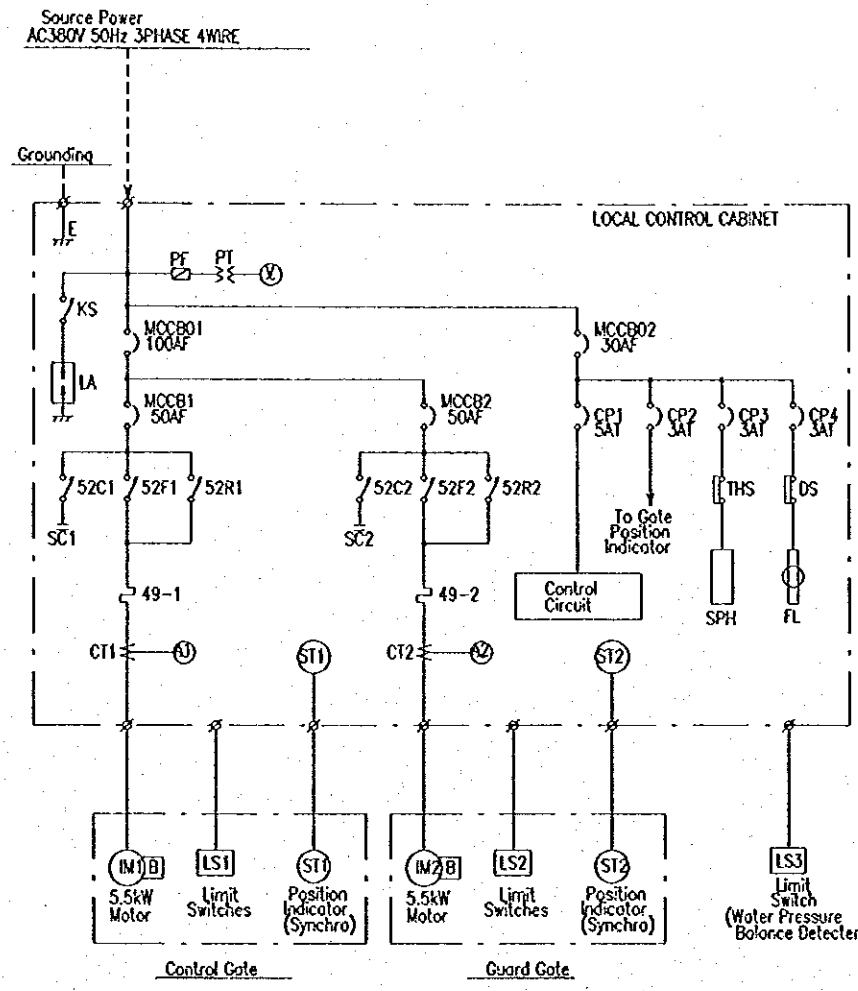 Source Power
AC380V 50Hz 3PHASE 4WIRE
Grounding
E
LOCAL CONTROL CABINET
PF
PT
V
KS
MCCB01
100AF
MCCB02
30AF
LA
MCCB1
50AF
MCCB2
50AF
CP1
5AT
CP2
3AT
CP3
3AT
CP4
3AT
52C1
52F1
52R1
52C2
52F2
52R2
THS
DS
SC1
SC2
To Gate
Position
Indicator
Control
Circuit
49-1
49-2
SPH
FL
CT1
A1
ST1
CT2
A2
ST2
IM1
B
LS1
ST1
IM2
B
LS2
ST2
LS3
5.5kW
Motor
Limit
Switches
Position
Indicator
(Synchro)
5.5kW
Motor
Limit
Switches
Position
Indicator
(Synchro)
Limit
Switch
(Water Pressure
Balance Detecter
Control Gate
Guard Gate